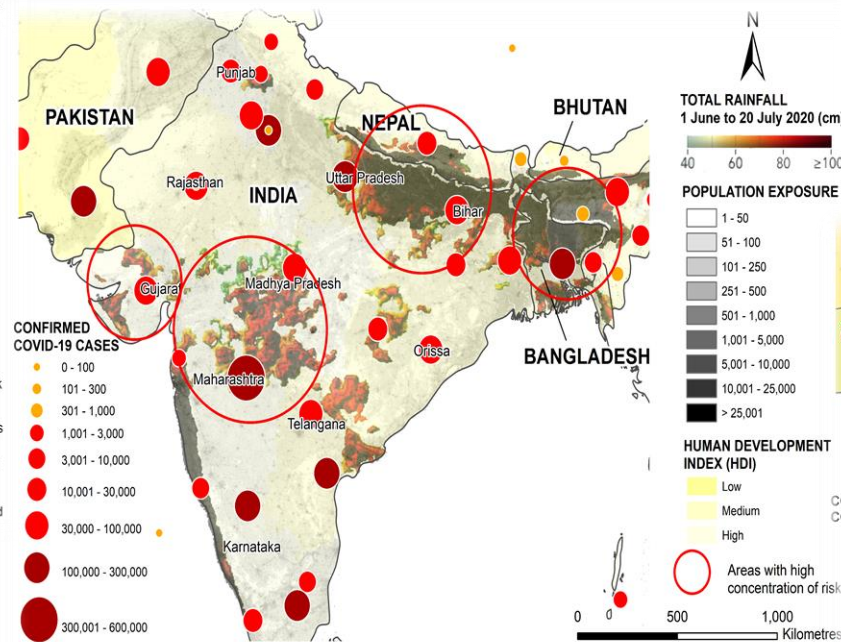 N
TOTAL RAINFALL
1 June to 20 July 2020 (cm)
40 60 80 ≥100
POPULATION EXPOSURE
1 - 50
51 - 100
101 - 250
251 - 500
501 - 1,000
1,001 - 5,000
5,001 - 10,000
10,001 - 25,000
> 25,001
HUMAN DEVELOPMENT
INDEX (HDI)
Low
Medium
High
Areas with high
concentration of risk
0 500 1,000
Kilometres
PAKISTAN
Punjab
NEPAL
BHUTAN
Rajasthan
INDIA
Uttar Pradesh
Bihar
Gujarat
Madhya Pradesh
BANGLADESH
Orissa
Maharashtra
Telangana
Karnataka
CONFIRMED
COVID-19 CASES
0 - 100
101 - 300
301 - 1,000
1,001 - 3,000
3,001 - 10,000
10,001 - 30,000
30,000 - 100,000
100,000 - 300,000
300,001 - 600,000